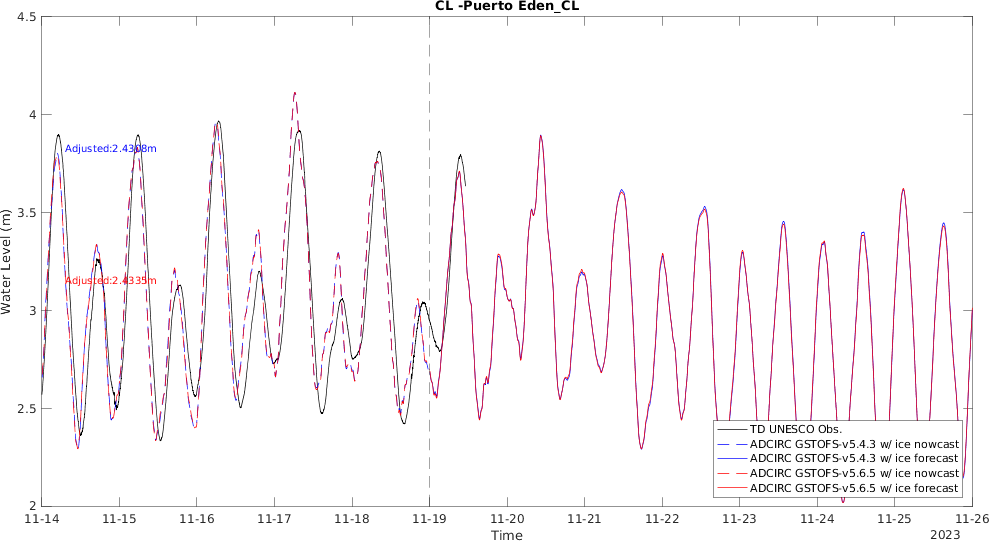 CL -Puerto Eden_CL
4.5
4
3.5
3
2.5
2
Water Level (m)
Adjusted:2.4308m
Adjusted:2.4335m
TD UNESCO Obs.
ADCIRC GSTOFS-v5.4.3 w/ ice nowcast
ADCIRC GSTOFS-v5.4.3 w/ ice forecast
ADCIRC GSTOFS-v5.6.5 w/ ice nowcast
ADCIRC GSTOFS-v5.6.5 w/ ice forecast
11-14 11-15 11-16 11-17 11-18 11-19 11-20 11-21 11-22 11-23 11-24 11-25 11-26
Time
2023